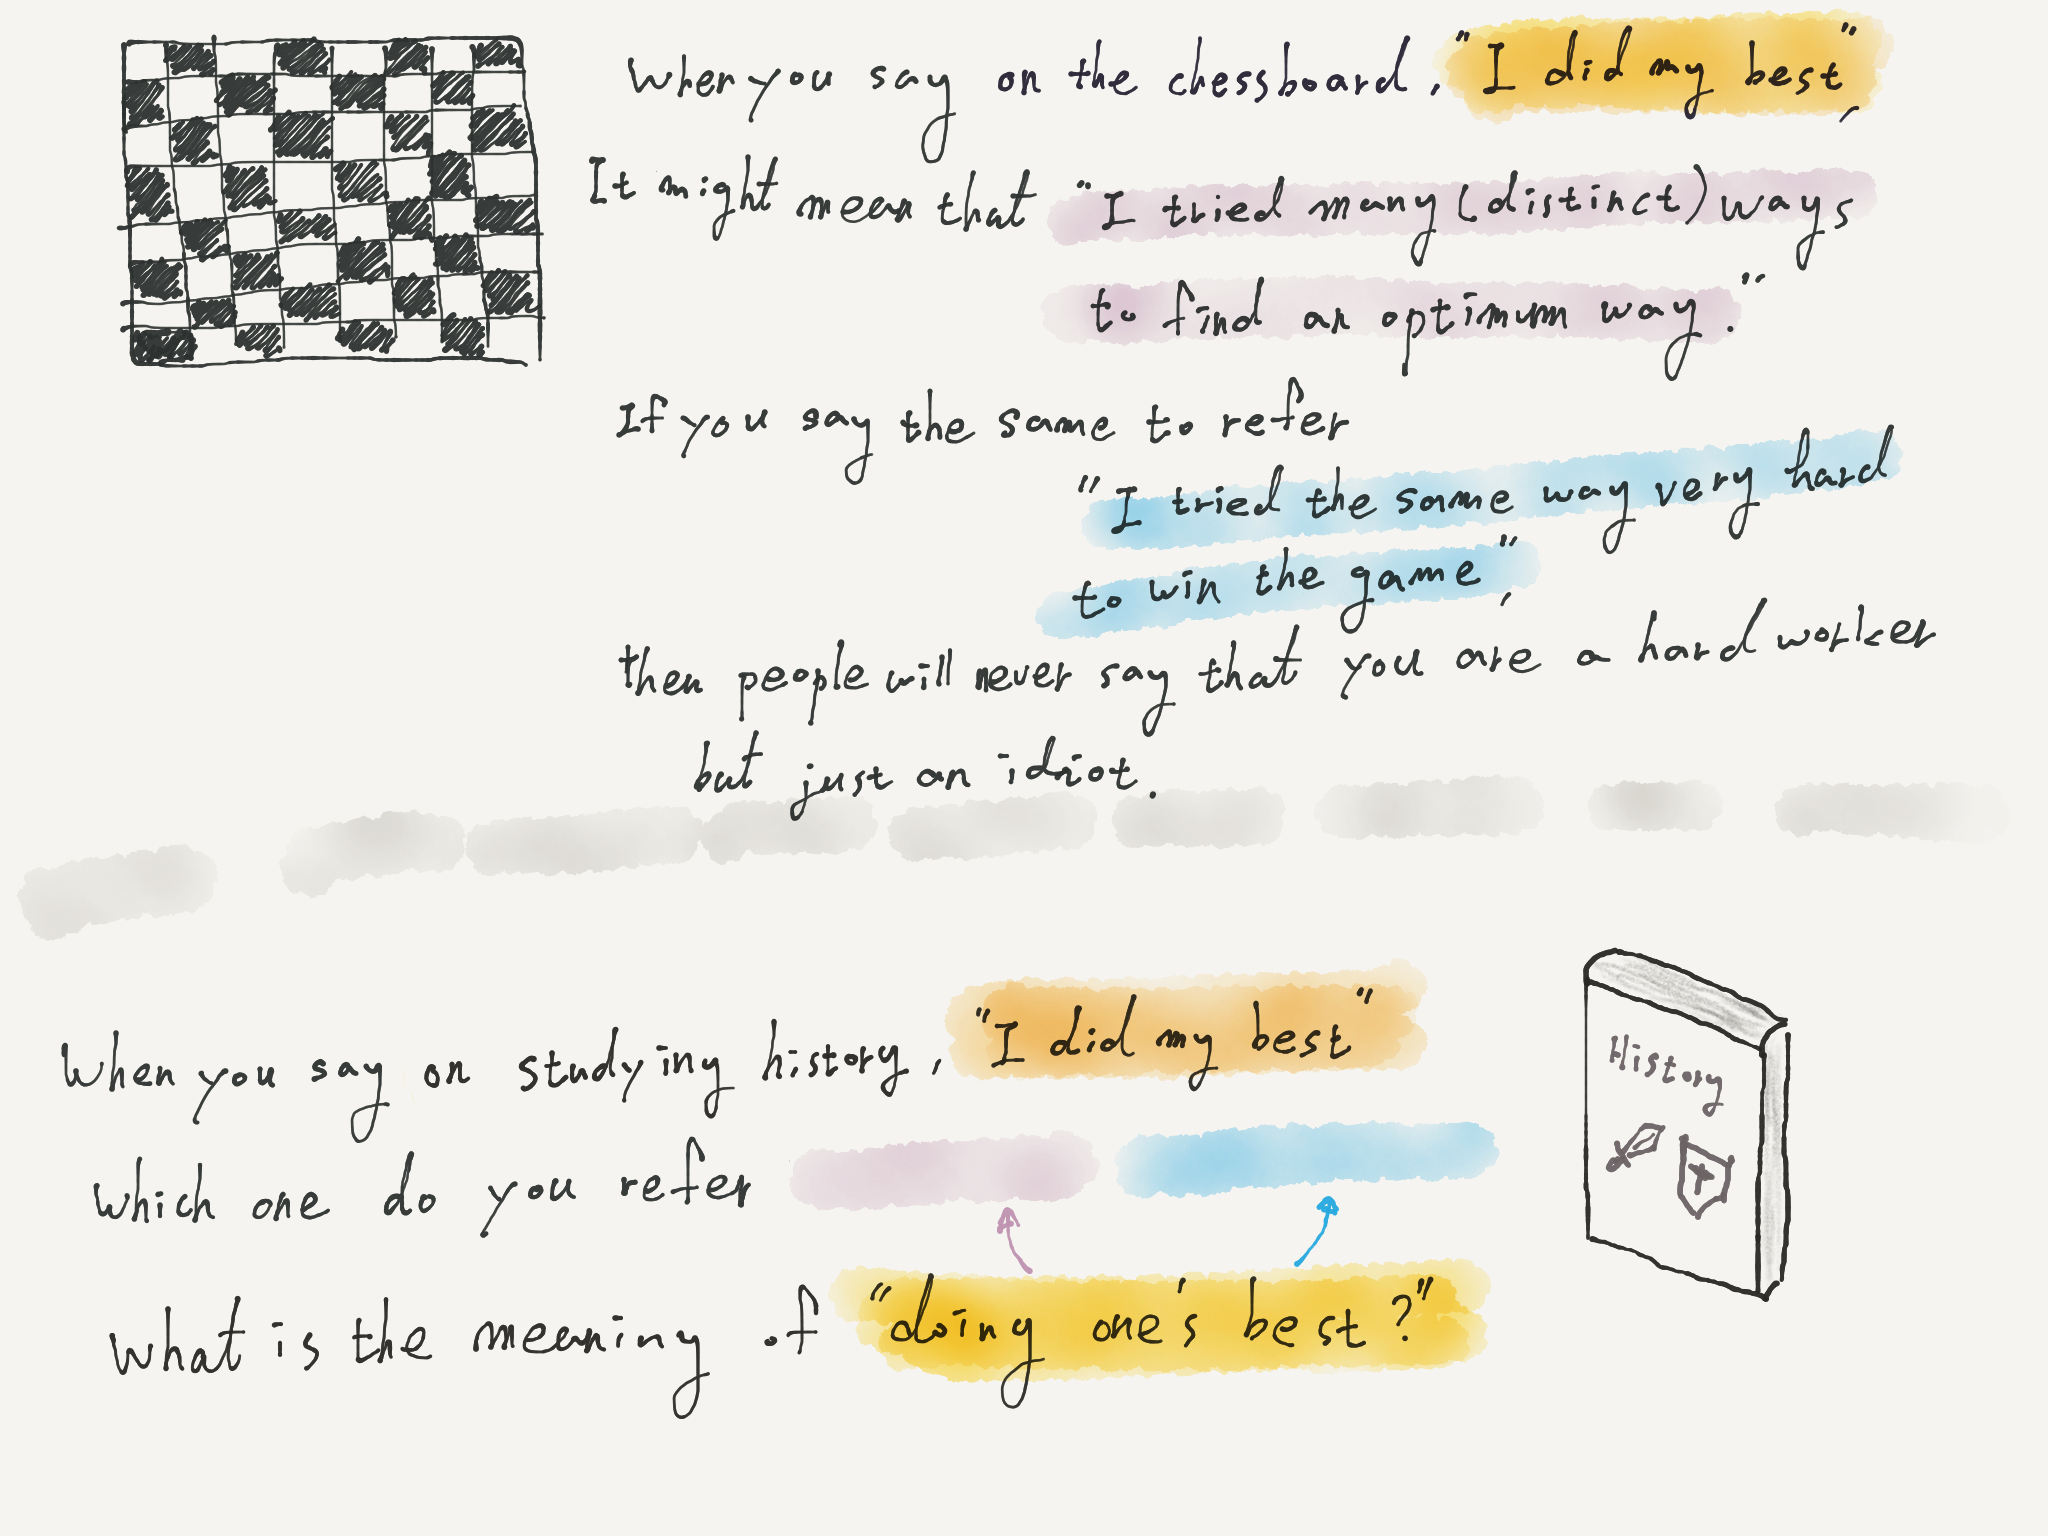 When you say on the chessboard, "I did my best",
It might mean that "I tried many (distinct) ways
to find an optimum way."
If you say the same to refer
"I tried the same way very hard
to win the game",
then people will never say that you are a hard worker
but just an idiot.
When you say on studying history, "I did my best"
which one do you refer
What is the meaning of "doing one's best?"
History